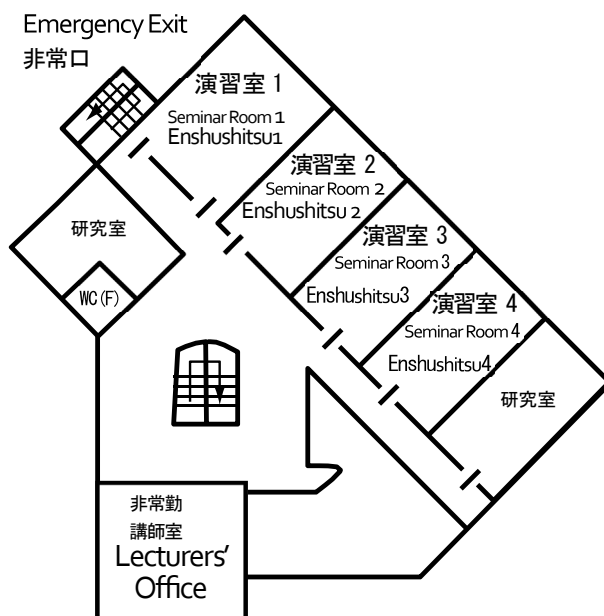 Emergency Exit
非常口
演習室 1
Seminar Room 1
Enshushitsu1
演習室 2
Seminar Room 2
Enshushitsu 2
演習室 3
Seminar Room 3
Enshushitsu3
演習室 4
Seminar Room 4
Enshushitsu4
研究室
研究室
WC(F)
非常勤
講師室
Lecturers'
Office